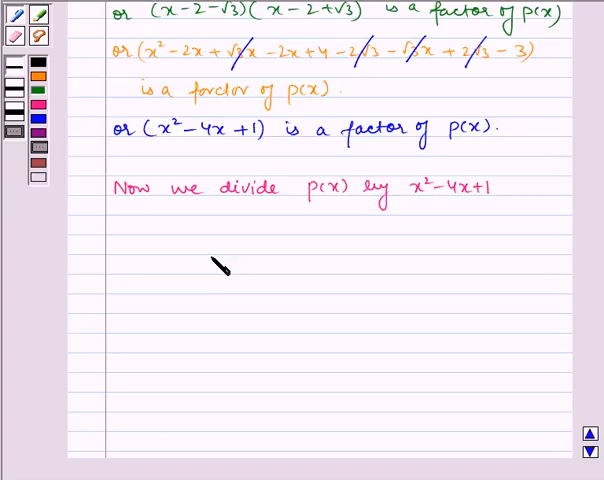 or (x-2-√3)(x-2+√3) is a factor of p(x)
or (x² - 2x + √3x - 2x + 4 - 2√3 - √3x + 2√3 - 3)
is a forctor of p(x).
or (x² - 4x + 1) is a factor of p(x).
Now we divide p(x) by x² - 4x + 1